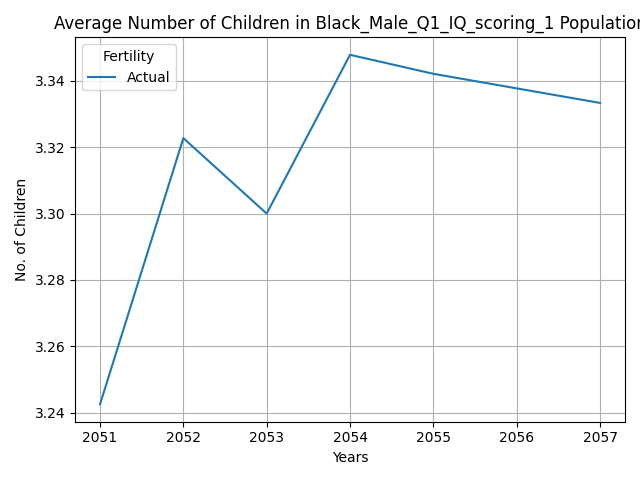 Average Number of Children in Black_Male_Q1_IQ_scoring_1 Population
Fertility
Actual
No. of Children
3.34
3.32
3.30
3.28
3.26
3.24
2051 2052 2053 2054 2055 2056 2057
Years